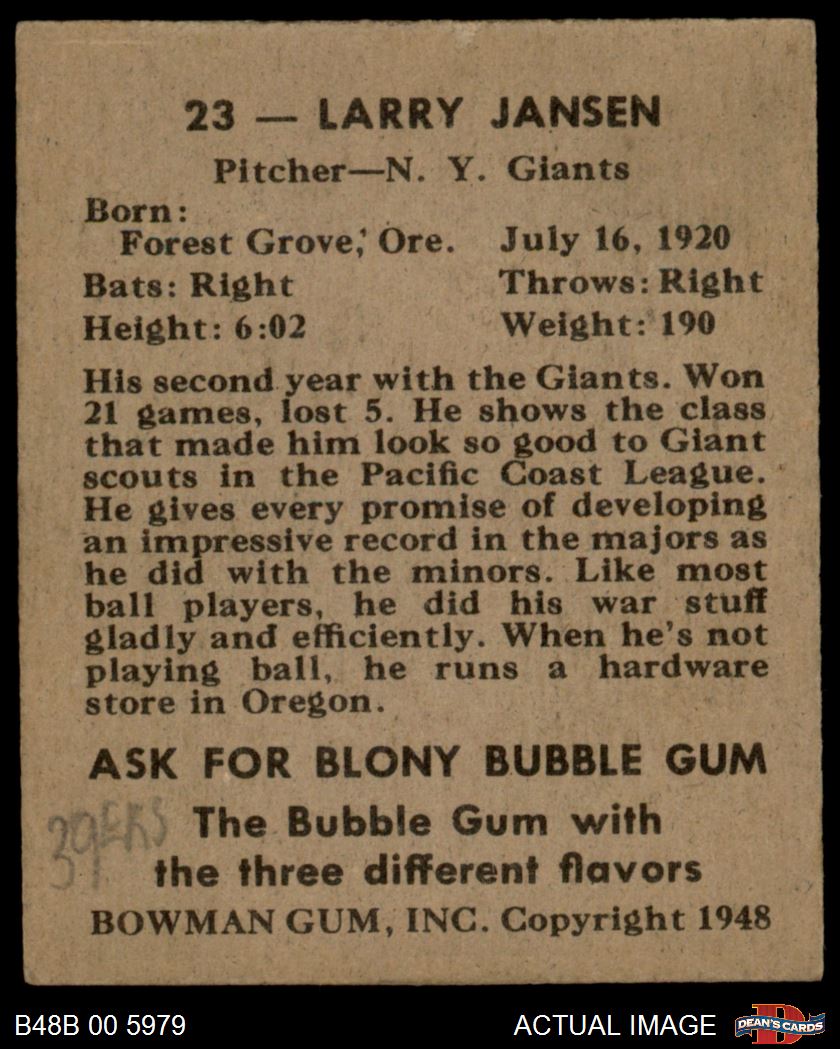 23 — LARRY JANSEN
Pitcher—N. Y. Giants
Born:
Forest Grove, Ore. July 16, 1920
Bats: Right Throws: Right
Height: 6:02 Weight: 190
His second year with the Giants. Won
21 games, lost 5. He shows the class
that made him look so good to Giant
scouts in the Pacific Coast League.
He gives every promise of developing
an impressive record in the majors as
he did with the minors. Like most
ball players, he did his war stuff
gladly and efficiently. When he's not
playing ball, he runs a hardware
store in Oregon.
ASK FOR BLONY BUBBLE GUM
The Bubble Gum with
the three different flavors
BOWMAN GUM, INC. Copyright 1948
B48B 00 5979 ACTUAL IMAGE DEAN'S CARDS